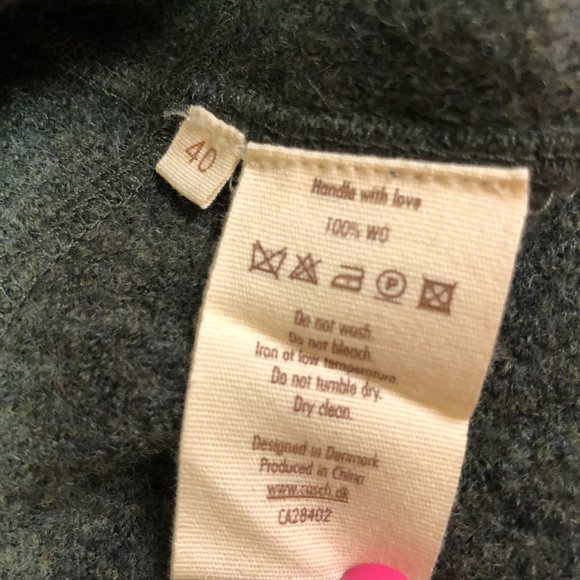 40
Handle with love
100% WO
P
Do not wash
Do not bleach.
Iron at low temperature.
Do not tumble dry.
Dry clean.
Designed in Denmark
Produced in China
www.cusch.dk
CA28402